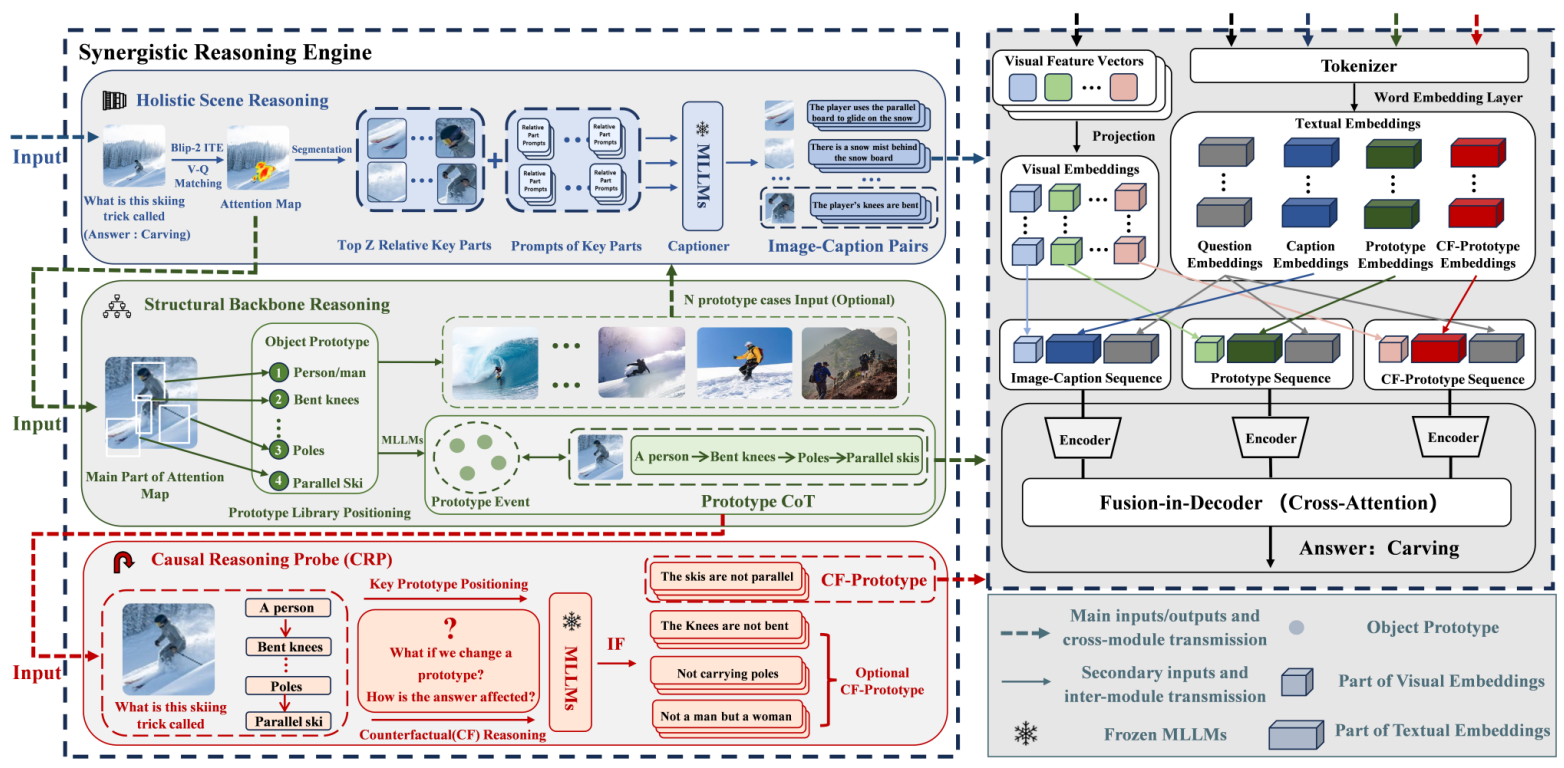 Synergistic Reasoning Engine
Holistic Scene Reasoning
Input
Blip-2 ITE
V-Q
Matching
Segmentation
What is this skiing
trick called
(Answer : Carving)
Attention Map
Top Z Relative Key Parts
Relative
Part
Prompts
Relative
Part
Prompts
Relative
Part
Prompts
Relative
Part
Prompts
Prompts of Key Parts
MLLMs
Captioner
The player uses the parallel
board to glide on the snow
There is a snow mist behind
the snow board
The player's knees are bent
Image-Caption Pairs
Structural Backbone Reasoning
N prototype cases Input (Optional)
Input
Main Part of Attention
Map
Object Prototype
1 Person/man
2 Bent knees
3 Poles
4 Parallel Ski
Prototype Library Positioning
MLLMs
Prototype Event
A person → Bent knees → Poles → Parallel skis
Prototype CoT
Causal Reasoning Probe (CRP)
Input
What is this skiing
trick called
A person
Bent knees
Poles
Parallel ski
Key Prototype Positioning
?
What if we change a
prototype?
How is the answer affected?
Counterfactual(CF) Reasoning
MLLMs
IF
The skis are not parallel
CF-Prototype
The Knees are not bent
Not carrying poles
Not a man but a woman
Optional
CF-Prototype
Visual Feature Vectors
Projection
Visual Embeddings
Tokenizer
Word Embedding Layer
Textual Embeddings
Question
Embeddings
Caption
Embeddings
Prototype
Embeddings
CF-Prototype
Embeddings
Image-Caption Sequence
Prototype Sequence
CF-Prototype Sequence
Encoder
Encoder
Encoder
Fusion-in-Decoder （Cross-Attention）
Answer：Carving
Main inputs/outputs and
cross-module transmission
Object Prototype
Secondary inputs and
inter-module transmission
Part of Visual Embeddings
Frozen MLLMs
Part of Textual Embeddings